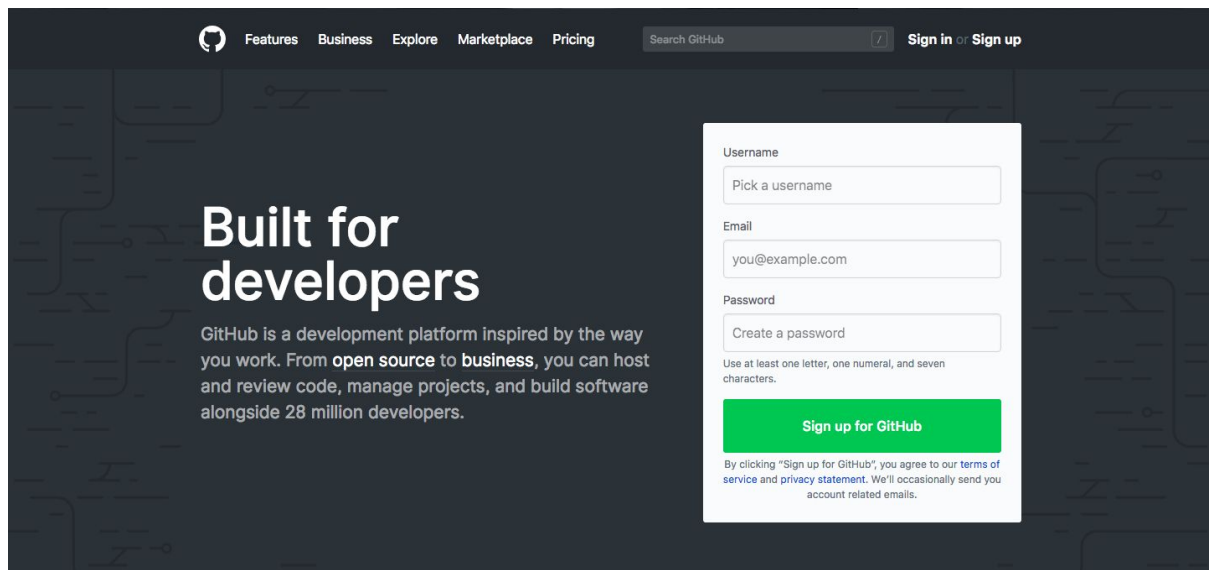 Features Business Explore Marketplace Pricing Search GitHub / Sign in or Sign up
Built for
developers
GitHub is a development platform inspired by the way
you work. From open source to business, you can host
and review code, manage projects, and build software
alongside 28 million developers.
Username
Pick a username
Email
you@example.com
Password
Create a password
Use at least one letter, one numeral, and seven
characters.
Sign up for GitHub
By clicking “Sign up for GitHub”, you agree to our terms of
service and privacy statement. We’ll occasionally send you
account related emails.